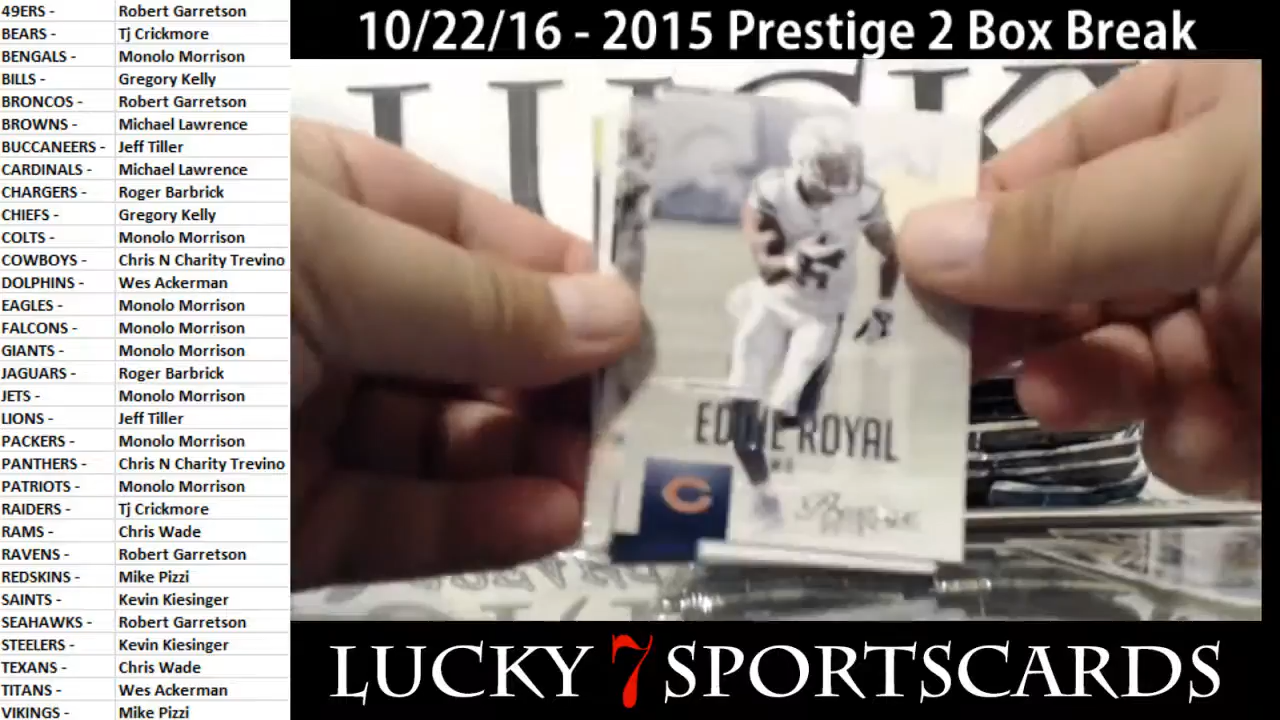 49ERS - Robert Garretson
BEARS - Tj Crickmore
BENGALS - Monolo Morrison
BILLS - Gregory Kelly
BRONCOS - Robert Garretson
BROWNS - Michael Lawrence
BUCCANEERS - Jeff Tiller
CARDINALS - Michael Lawrence
CHARGERS - Roger Barbrick
CHIEFS - Gregory Kelly
COLTS - Monolo Morrison
COWBOYS - Chris N Charity Trevino
DOLPHINS - Wes Ackerman
EAGLES - Monolo Morrison
FALCONS - Monolo Morrison
GIANTS - Monolo Morrison
JAGUARS - Roger Barbrick
JETS - Monolo Morrison
LIONS - Jeff Tiller
PACKERS - Monolo Morrison
PANTHERS - Chris N Charity Trevino
PATRIOTS - Monolo Morrison
RAIDERS - Tj Crickmore
RAMS - Chris Wade
RAVENS - Robert Garretson
REDSKINS - Mike Pizzi
SAINTS - Kevin Kiesinger
SEAHAWKS - Robert Garretson
STEELERS - Kevin Kiesinger
TEXANS - Chris Wade
TITANS - Wes Ackerman
VIKINGS - Mike Pizzi
10/22/16 - 2015 Prestige 2 Box Break
EDDIE ROYAL
C
Prestige
LUCKY 7 SPORTSCARDS